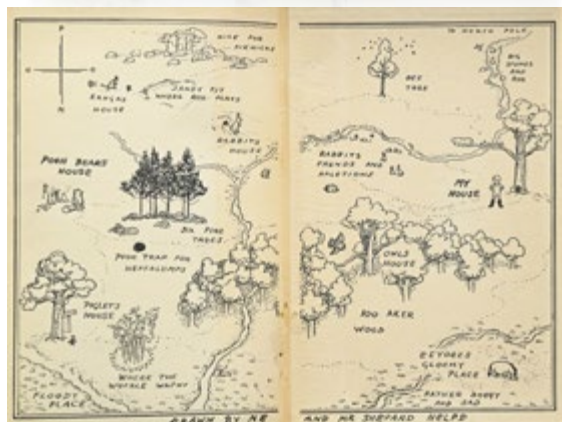 P
O
H
NICE FOR
PICKNICKS
KANGAS
HOUSE
SANDY PIT
WHERE ROO PLAYS
RABBITS
HOUSE
POOH BEARS
HOUSE
SIX PINE
TREES
POOH TRAP FOR
HEFFALUMPS
PIGLETS
HOUSE
WHERE THE
WOOZLE WASNT
FLOODY
PLACE
DRAWN BY ME
TO NORTH POLE
BIG
STONES
AND
ROX
BEE
TREE
RABBITS
FRENDS AND
RALETIONS
MY
HOUSE
OWLS
HOUSE
100 AKER
WOOD
EEYORES
GLOOMY
PLACE
RATHER BOGGY
AND SAD
AND MR SHEPARD HELPD